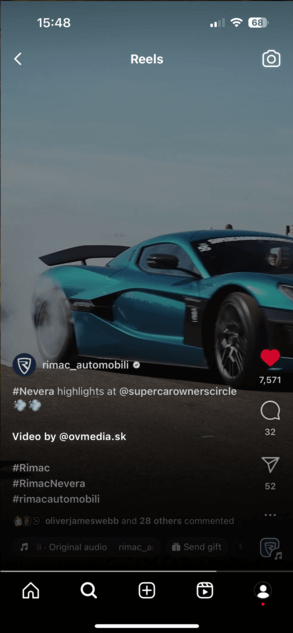 15:48
68
Reels
rimac_automobili
#Nevera highlights at @supercarownerscircle
Video by @ovmedia.sk
#Rimac
#RimacNevera
#rimacautomobili
oliverjameswebb and 28 others commented
Original audio rimac_a
Send gift
7,571
32
52